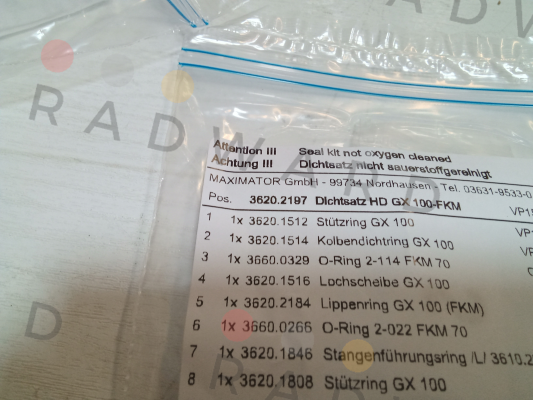 RADWARD
Attention !!! Seal kit not oxygen cleaned
Achtung !!! Dichtsatz nicht sauerstoffgereinigt
MAXIMATOR GmbH - 99734 Nordhausen - Tel. 03631-9533-0
Pos. 3620.2197 Dichtsatz HD GX 100-FKM
1 1x 3620.1512 Stützring GX 100
2 1x 3620.1514 Kolbendichtring GX 100
3 1x 3660.0329 O-Ring 2-114 FKM 70
4 1x 3620.1516 Lochscheibe GX 100
5 1x 3620.2184 Lippenring GX 100 (FKM)
6 1x 3660.0266 O-Ring 2-022 FKM 70
7 1x 3620.1846 Stangenführungsring /L/ 3610.2
8 1x 3620.1808 Stützring GX 100